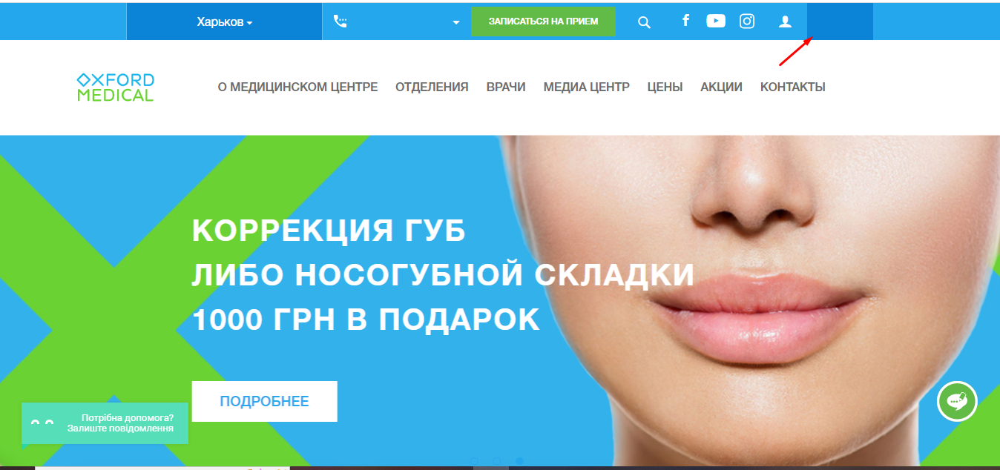 Харьков
ЗАПИСАТЬСЯ НА ПРИЕМ
OXFORD
MEDICAL
О МЕДИЦИНСКОМ ЦЕНТРЕ
ОТДЕЛЕНИЯ
ВРАЧИ
МЕДИА ЦЕНТР
ЦЕНЫ
АКЦИИ
КОНТАКТЫ
КОРРЕКЦИЯ ГУБ
ЛИБО НОСОГУБНОЙ СКЛАДКИ
1000 ГРН В ПОДАРОК
ПОДРОБНЕЕ
Потрібна допомога?
Залиште повідомлення